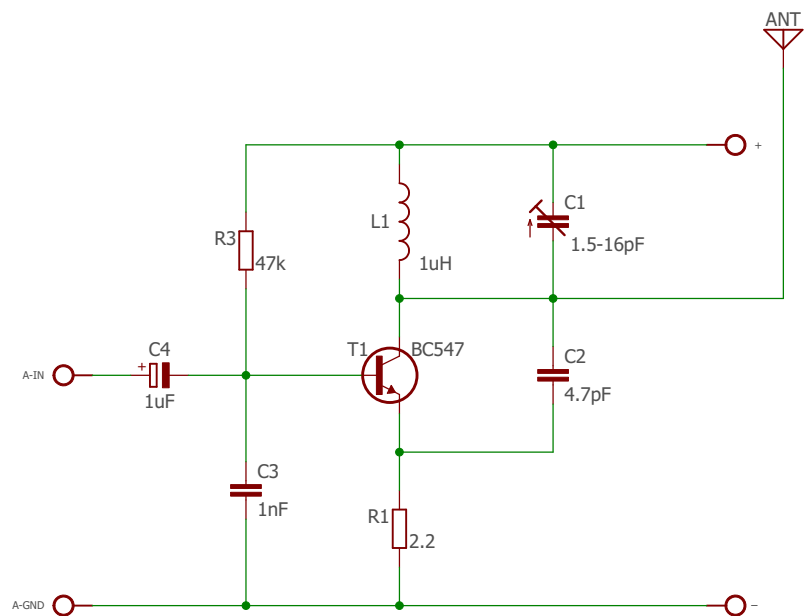 ANT
+
C1
1.5-16pF
L1
1uH
R3
47k
C4
+
1uF
A-IN
T1
BC547
C2
4.7pF
C3
1nF
R1
2.2
A-GND
-